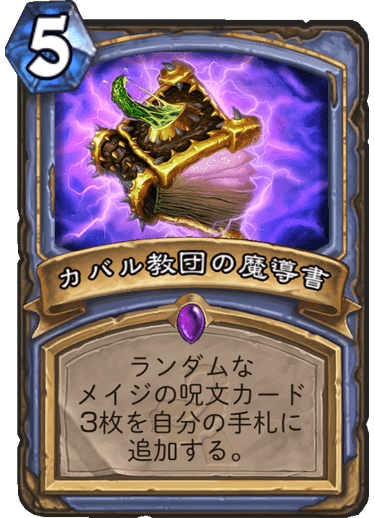 5
カバル教団の魔導書
ランダムな
メイジの呪文カード
3枚を自分の手札に
追加する。